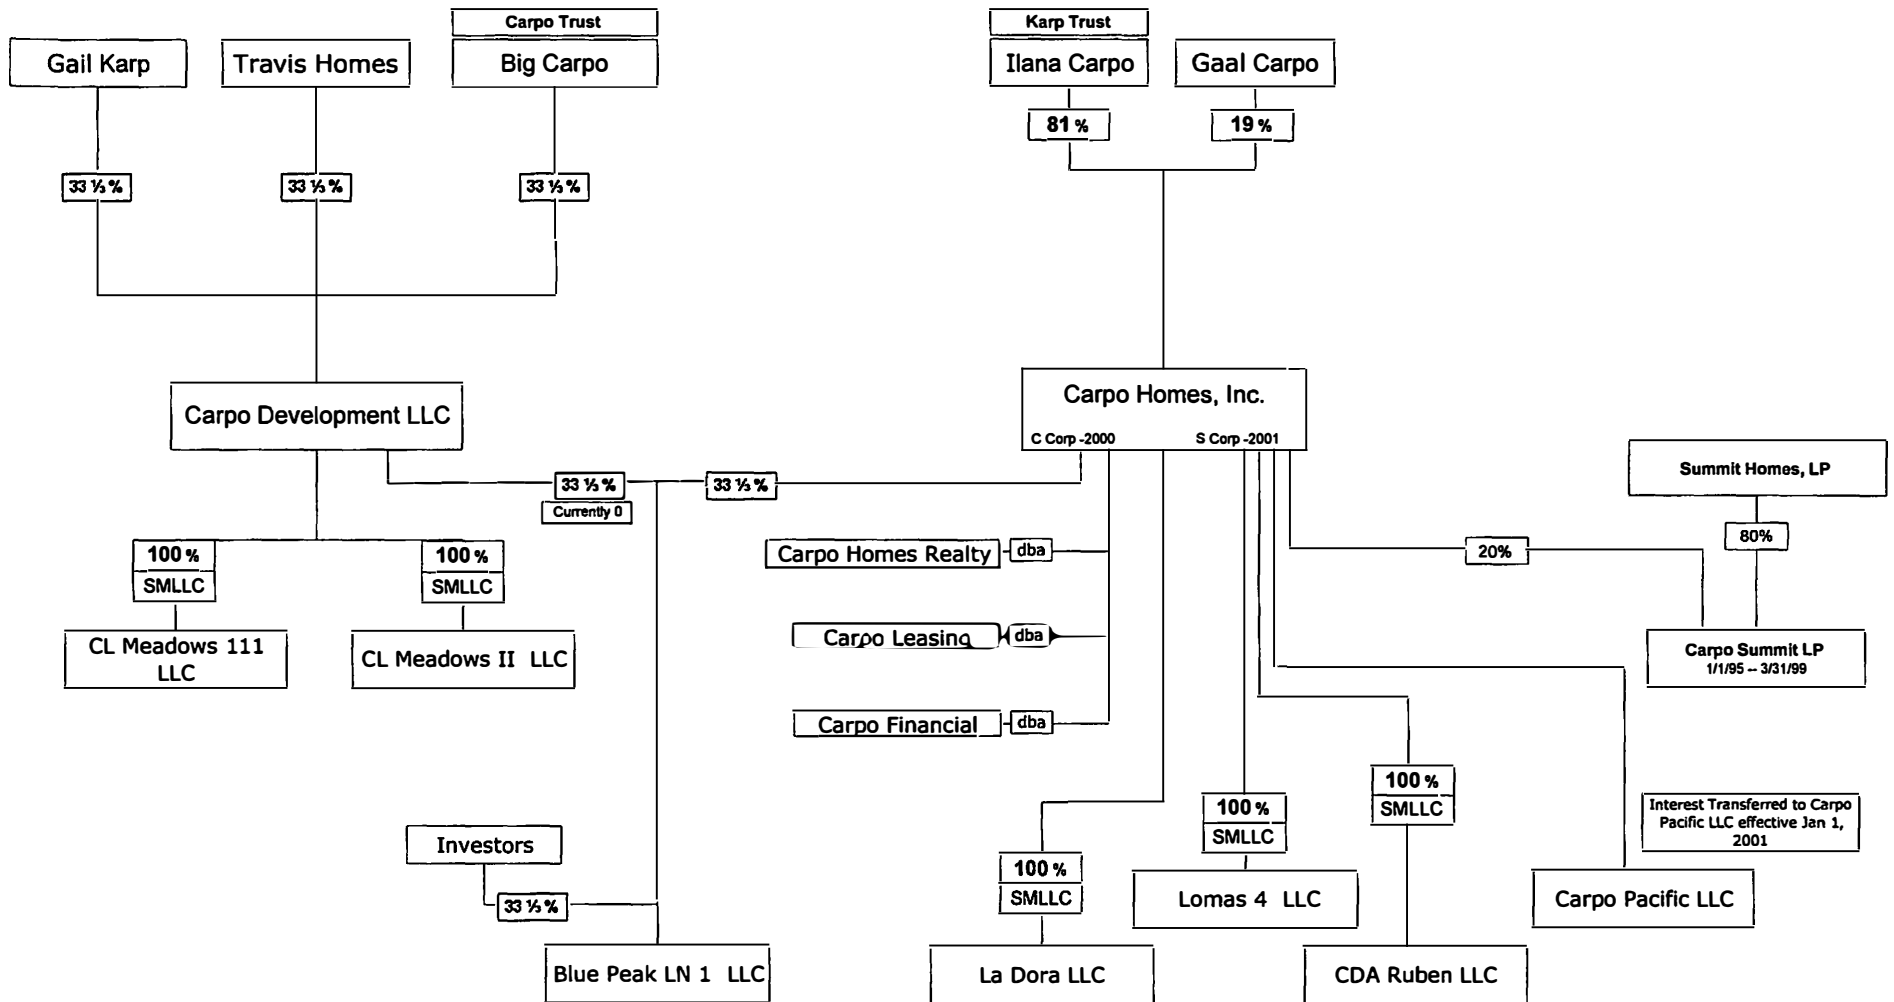 Carpo Trust
Karp Trust
Gail Karp
Travis Homes
Big Carpo
Ilana Carpo
Gaal Carpo
81 %
19 %
33 ⅓ %
33 ⅓ %
33 ⅓ %
Carpo Development LLC
Carpo Homes, Inc.
C Corp -2000
S Corp -2001
Summit Homes, LP
33 ⅓ %
33 ⅓ %
Currently 0
80%
20%
Carpo Homes Realty
dba
100 %
SMLLC
100 %
SMLLC
Carpo Leasing
dba
CL Meadows 111
LLC
CL Meadows II LLC
Carpo Summit LP
1/1/95 -- 3/31/99
Carpo Financial
dba
100 %
SMLLC
100 %
SMLLC
Interest Transferred to Carpo
Pacific LLC effective Jan 1,
2001
Investors
33 ⅓ %
100 %
SMLLC
Lomas 4 LLC
Carpo Pacific LLC
Blue Peak LN 1 LLC
La Dora LLC
CDA Ruben LLC